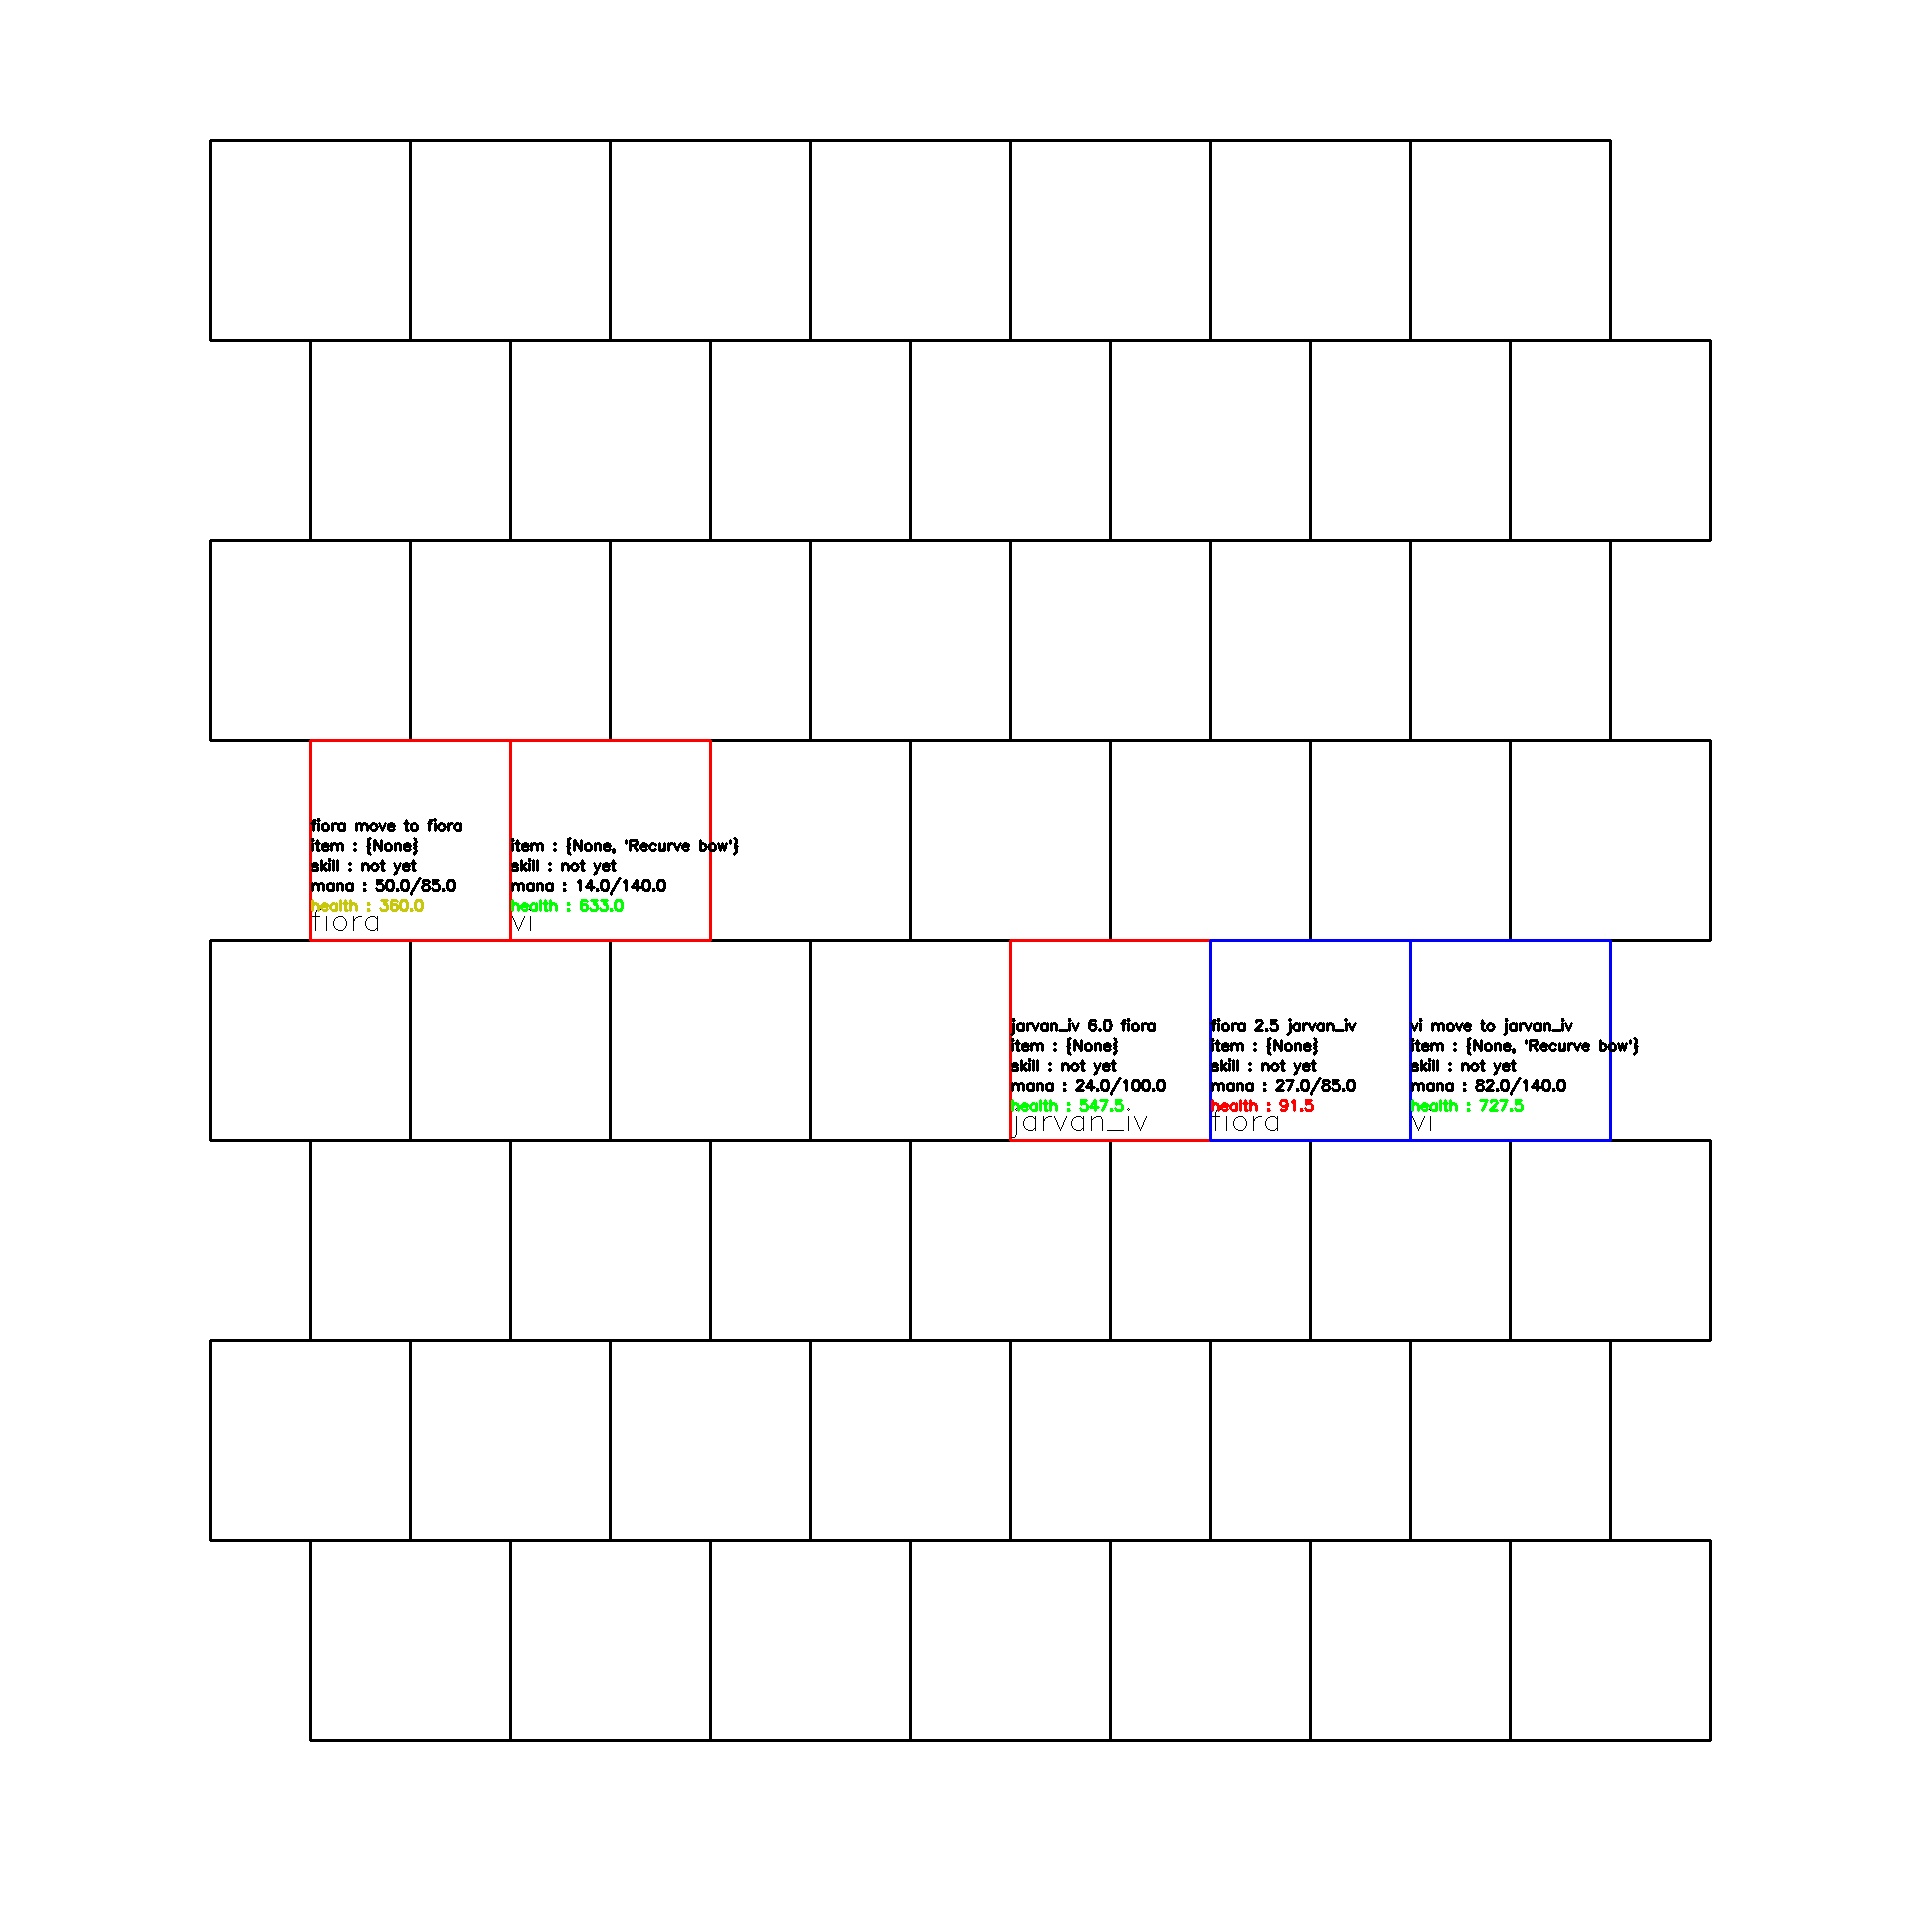 fiora move to fiora
item : {None}
skill : not yet
mana : 50.0/85.0
health : 360.0
fiora
item : {None, 'Recurve bow'}
skill : not yet
mana : 14.0/140.0
health : 633.0
vi
jarvan_iv 6.0 fiora
item : {None}
skill : not yet
mana : 24.0/100.0
health : 547.5
jarvan_iv
fiora 2.5 jarvan_iv
item : {None}
skill : not yet
mana : 27.0/85.0
health : 91.5
fiora
vi move to jarvan_iv
item : {None, 'Recurve bow'}
skill : not yet
mana : 82.0/140.0
health : 727.5
vi